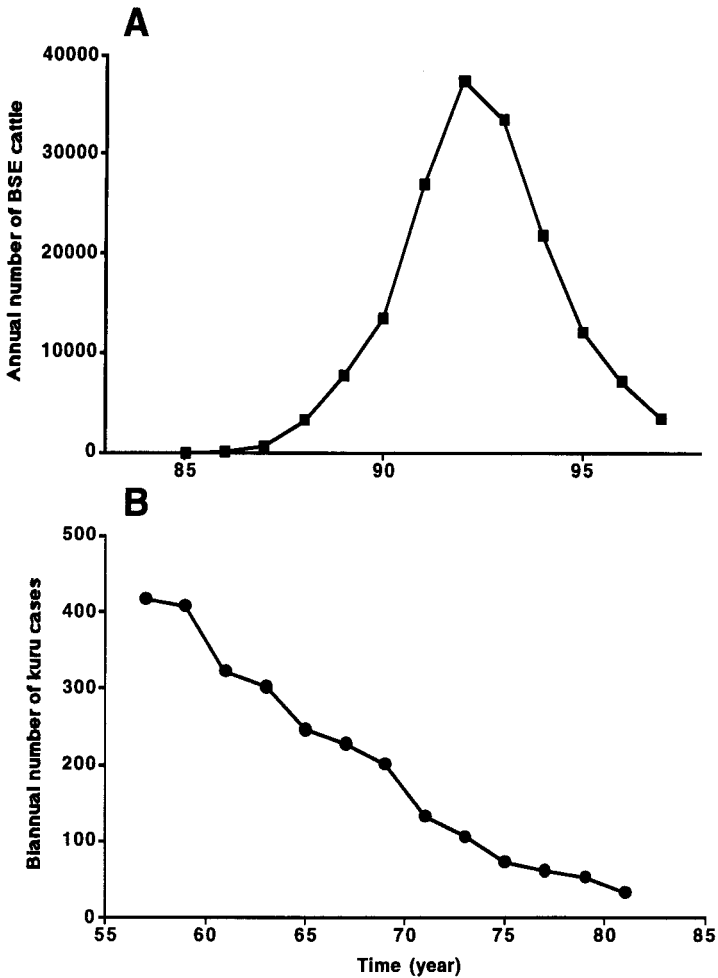 A
Annual number of BSE cattle
40000
30000
20000
10000
0
85 90 95
B
Biannual number of kuru cases
500
400
300
200
100
0
55 60 65 70 75 80 85
Time (year)